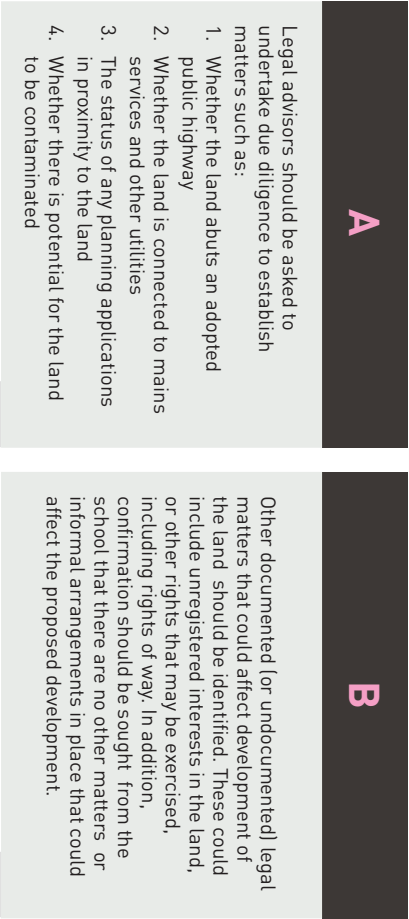 A
Legal advisors should be asked to
undertake due diligence to establish
matters such as:
1. Whether the land abuts an adopted
public highway
2. Whether the land is connected to mains
services and other utilities
3. The status of any planning applications
in proximity to the land
4. Whether there is potential for the land
to be contaminated
B
Other documented (or undocumented) legal
matters that could affect development of
the land should be identified. These could
include unregistered interests in the land,
or other rights that may be exercised,
including rights of way. In addition,
confirmation should be sought from the
school that there are no other matters or
informal arrangements in place that could
affect the proposed development.